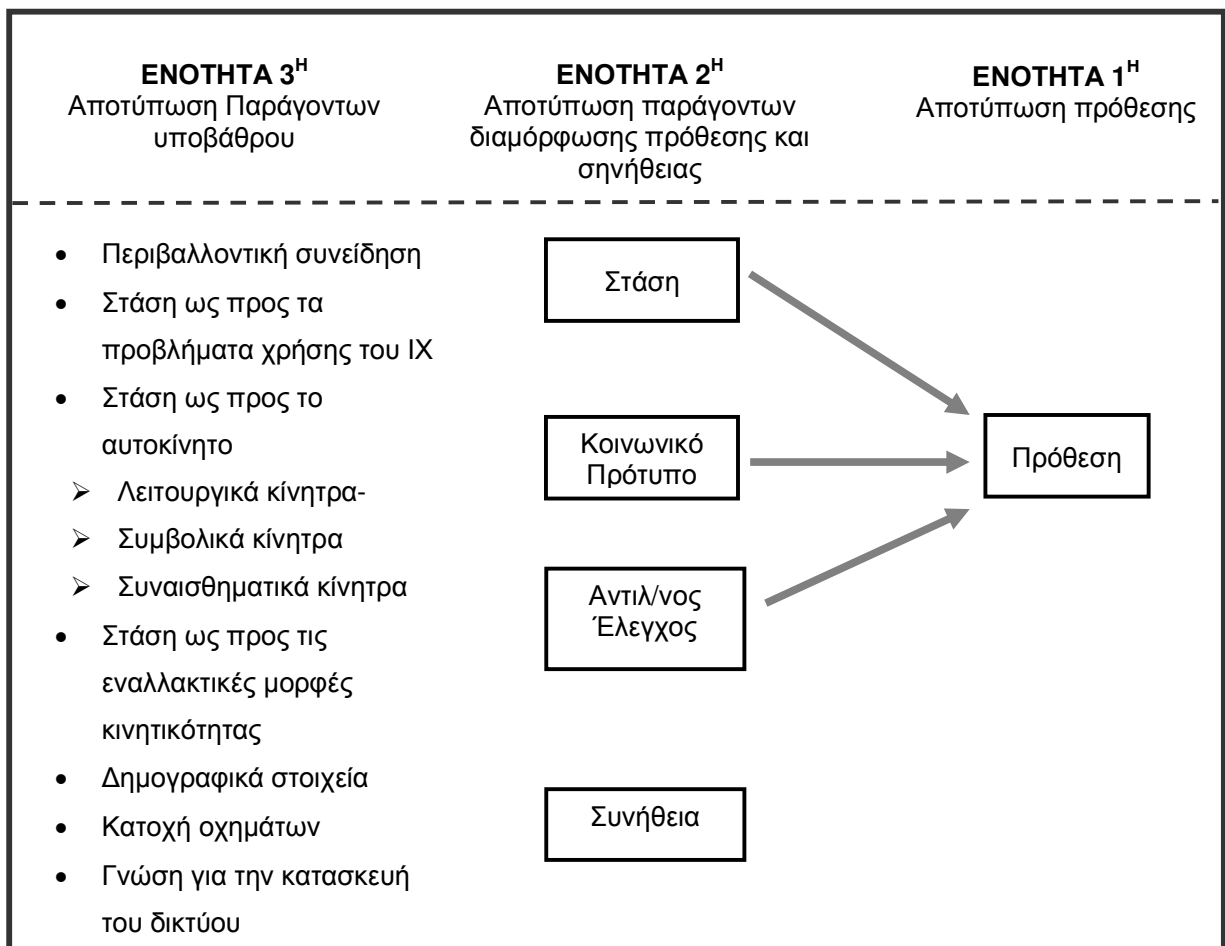 ΕΝΟΤΗΤΑ 3Η
Αποτύπωση Παράγοντων
υποβάθρου
ΕΝΟΤΗΤΑ 2Η
Αποτύπωση παράγοντων
διαμόρφωσης πρόθεσης και
σηνήθειας
ΕΝΟΤΗΤΑ 1Η
Αποτύπωση πρόθεσης
• Περιβαλλοντική συνείδηση
• Στάση ως προς τα
προβλήματα χρήσης του ΙΧ
• Στάση ως προς το
αυτοκίνητο
➢ Λειτουργικά κίνητρα-
➢ Συμβολικά κίνητρα
➢ Συναισθηματικά κίνητρα
• Στάση ως προς τις
εναλλακτικές μορφές
κινητικότητας
• Δημογραφικά στοιχεία
• Κατοχή οχημάτων
• Γνώση για την κατασκευή
του δικτύου
Στάση
Κοινωνικό
Πρότυπο
Αντιλ/νος
Έλεγχος
Συνήθεια
Πρόθεση